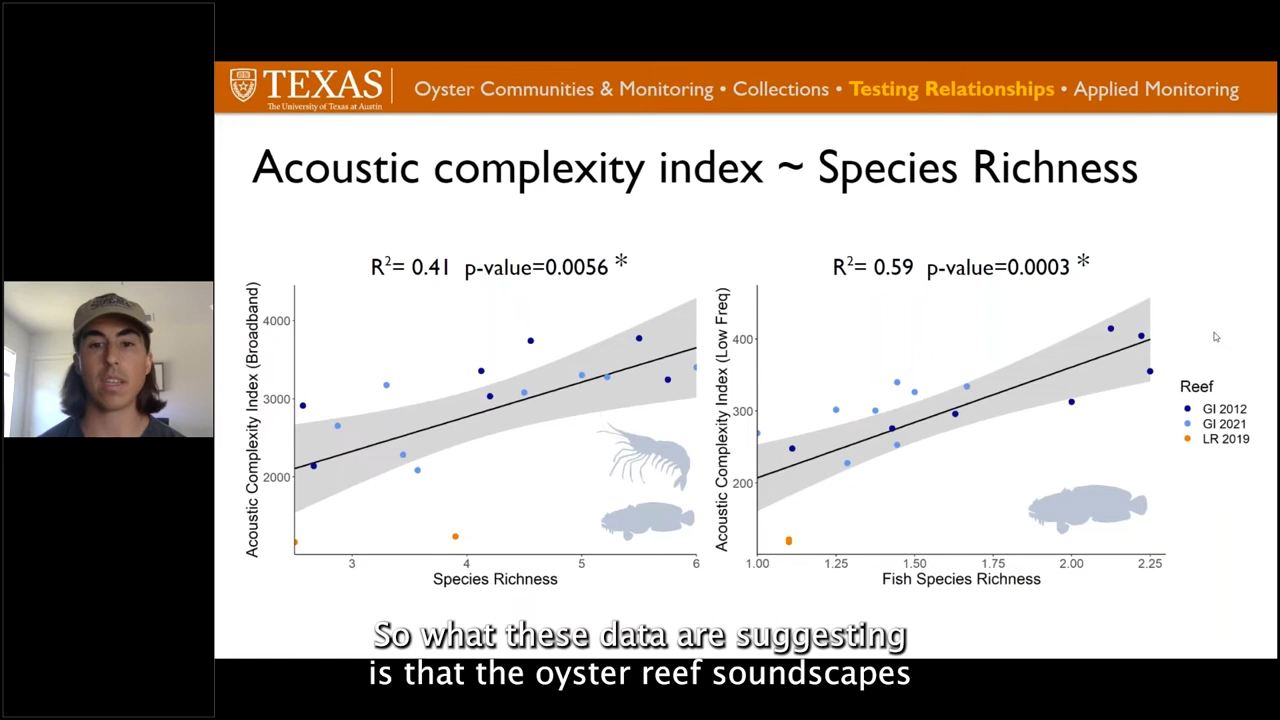 TEXAS
The University of Texas at Austin
Oyster Communities & Monitoring • Collections • Testing Relationships • Applied Monitoring
Acoustic complexity index ~ Species Richness
R²= 0.41 p-value=0.0056 *
Acoustic Complexity Index (Broadband)
4000
3000
2000
3
4
5
6
Species Richness
R²= 0.59 p-value=0.0003 *
Acoustic Complexity Index (Low Freq)
400
300
200
1.00
1.25
1.50
1.75
2.00
2.25
Fish Species Richness
Reef
GI 2012
GI 2021
LR 2019
So what these data are suggesting
is that the oyster reef soundscapes